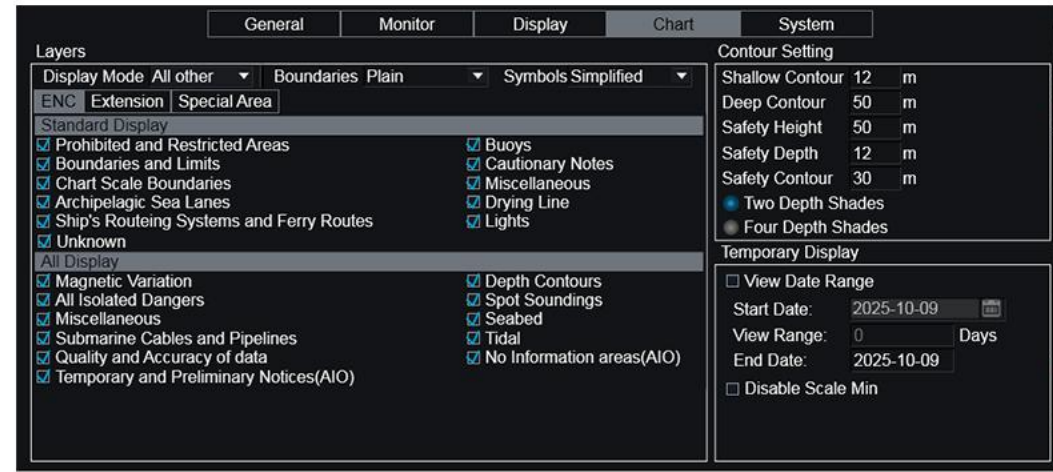 General Monitor Display Chart System
Layers
Display Mode All other Boundaries Plain Symbols Simplified
ENC Extension Special Area
Standard Display
Prohibited and Restricted Areas Buoys
Boundaries and Limits Cautionary Notes
Chart Scale Boundaries Miscellaneous
Archipelagic Sea Lanes Drying Line
Ship's Routeing Systems and Ferry Routes Lights
Unknown
All Display
Magnetic Variation Depth Contours
All Isolated Dangers Spot Soundings
Miscellaneous Seabed
Submarine Cables and Pipelines Tidal
Quality and Accuracy of data No Information areas(AIO)
Temporary and Preliminary Notices(AIO)
Contour Setting
Shallow Contour 12 m
Deep Contour 50 m
Safety Height 50 m
Safety Depth 12 m
Safety Contour 30 m
Two Depth Shades
Four Depth Shades
Temporary Display
View Date Range
Start Date: 2025-10-09
View Range: 0 Days
End Date: 2025-10-09
Disable Scale Min